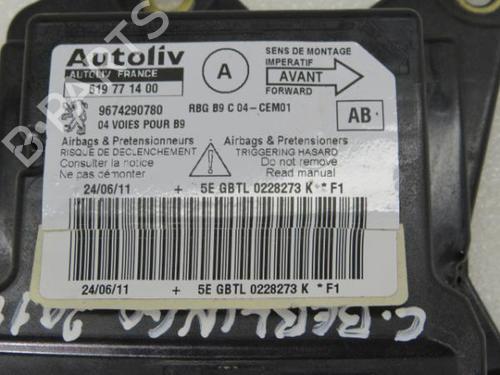 Autoliv
AUTOLIV FRANCE
619 77 14 00
A
SENS DE MONTAGE
IMPERATIF
AVANT
FORWARD
9674290780
04 VOIES POUR B9
RBG B9 C 04-CEM01
AB
Airbags & Pretensionneurs
RISQUE DE DECLENCHEMENT
Consulter la notice
Ne pas démonter
Airbags & Pretensioners
TRIGGERING HASARD
Do not remove
Read manual
24/06/11 + 5E GBTL 0228273 K * F1
24/06/11 + 5E GBTL 0228273 K * F1
C. BERLINGO
B-PARTS